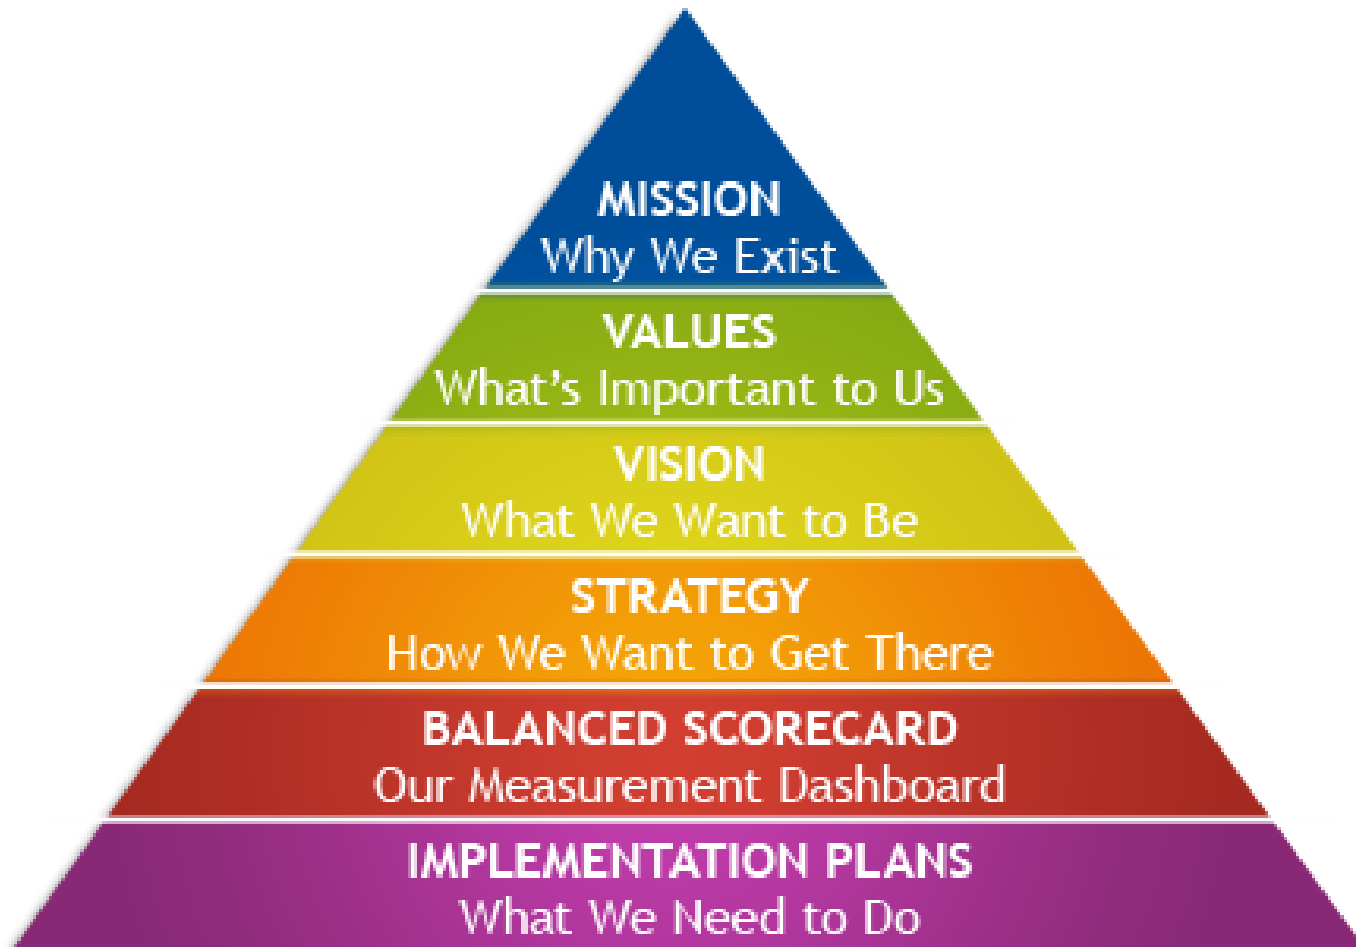 MISSION
Why We Exist
VALUES
What’s Important to Us
VISION
What We Want to Be
STRATEGY
How We Want to Get There
BALANCED SCORECARD
Our Measurement Dashboard
IMPLEMENTATION PLANS
What We Need to Do